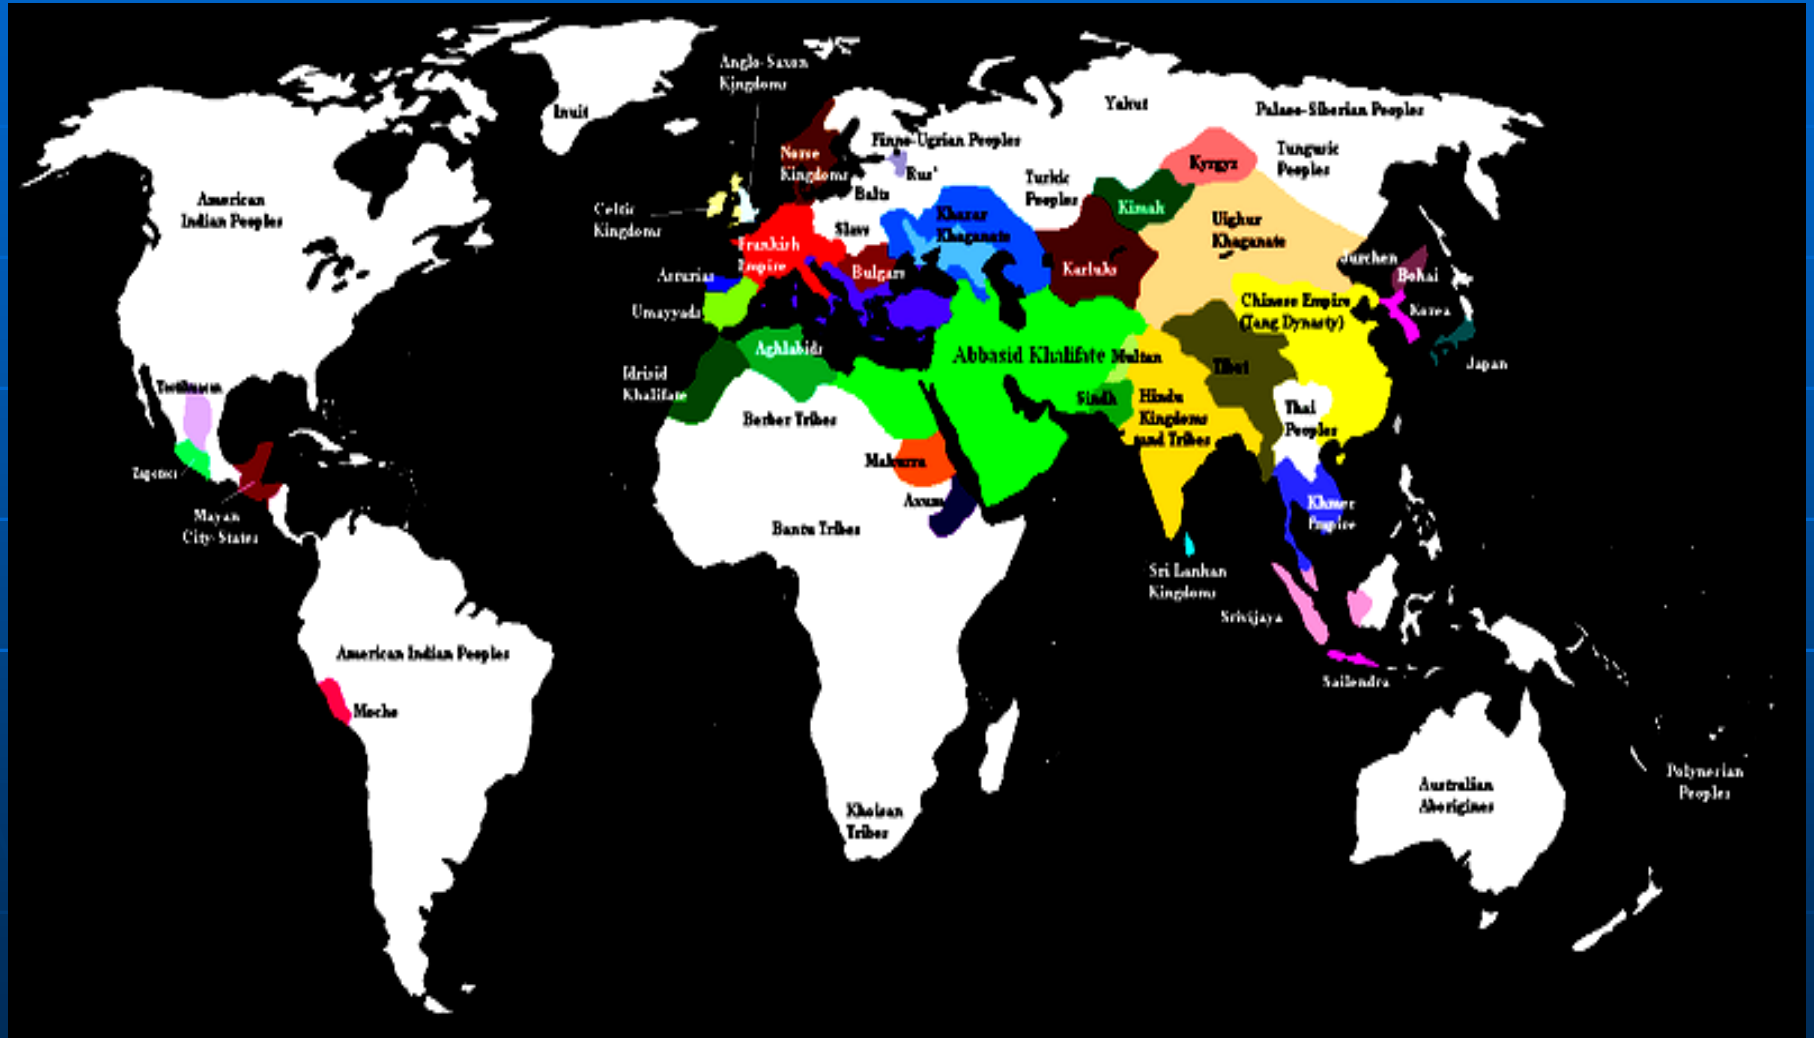 Anglo-Saxon
Kingdoms
Inuit
Yakut
Palaeo-Siberian Peoples
Finno-Ugrian Peoples
Norse
Kingdoms
Rus'
Kyrgyz
Tungusic
Peoples
Turkic
Peoples
Balts
American
Indian Peoples
Celtic
Kingdoms
Kimak
Khazar
Khaganate
Uighur
Khaganate
Slavs
Frankish
Empire
Asturias
Bulgars
Karluks
Jurchen
Bohai
Umayyads
Chinese Empire
(Tang Dynasty)
Korea
Aghlabids
Abbasid Khalifate
Multan
Tibet
Japan
Idrisid
Khalifate
Teotihuacan
Sindh
Hindu
Kingdoms
and Tribes
Thai
Peoples
Berber Tribes
Makurra
Zapotecs
Axum
Khmer
Empire
Mayan
City-States
Bantu Tribes
Sri Lankan
Kingdoms
Srivijaya
American Indian Peoples
Sailendra
Moche
Australian
Aborigines
Polynesian
Peoples
Khoisan
Tribes